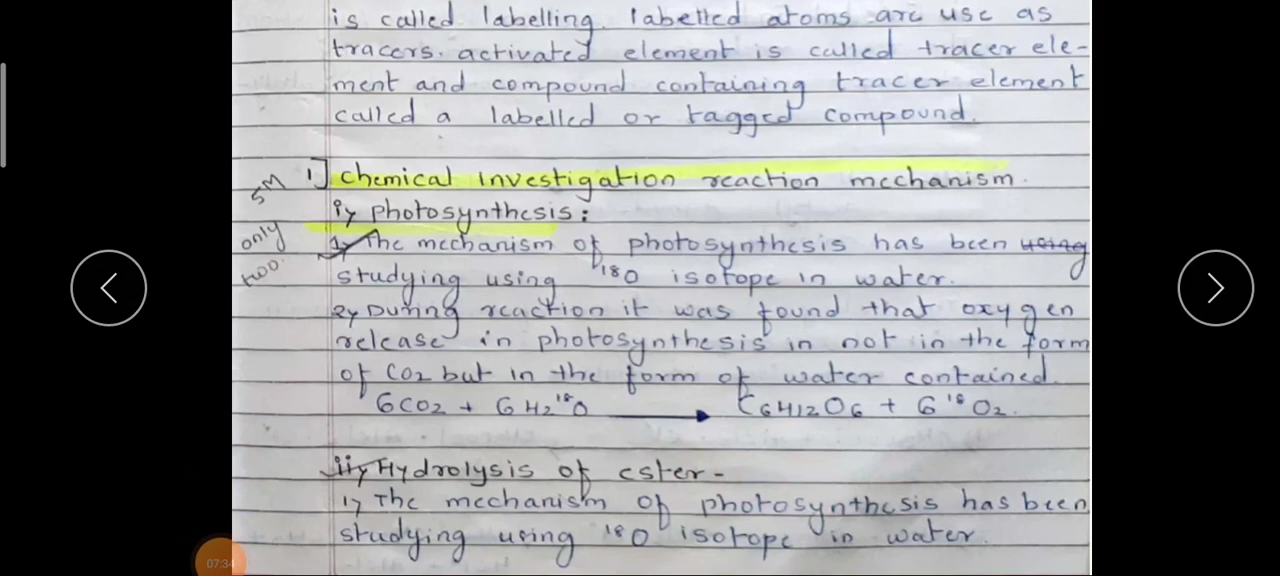 is called labelling. labelled atoms are use as
tracers. activated element is called tracer ele-
ment and compound containing tracer element
called a labelled or tagged compound.
5M
1] chemical investigation reaction mechanism.
i) photosynthesis:
only
two.
1) The mechanism of photosynthesis has been using
studying using ¹⁸O isotope in water.
2) During reaction it was found that oxygen
release in photosynthesis in not in the form
of CO2 but in the form of water contained.
6CO2 + 6H2¹⁸O → C6H12O6 + 6¹⁸O2.
ii) Hydrolysis of ester-
1) The mechanism of photosynthesis has been
studying using ¹⁸O isotope in water.
07:34